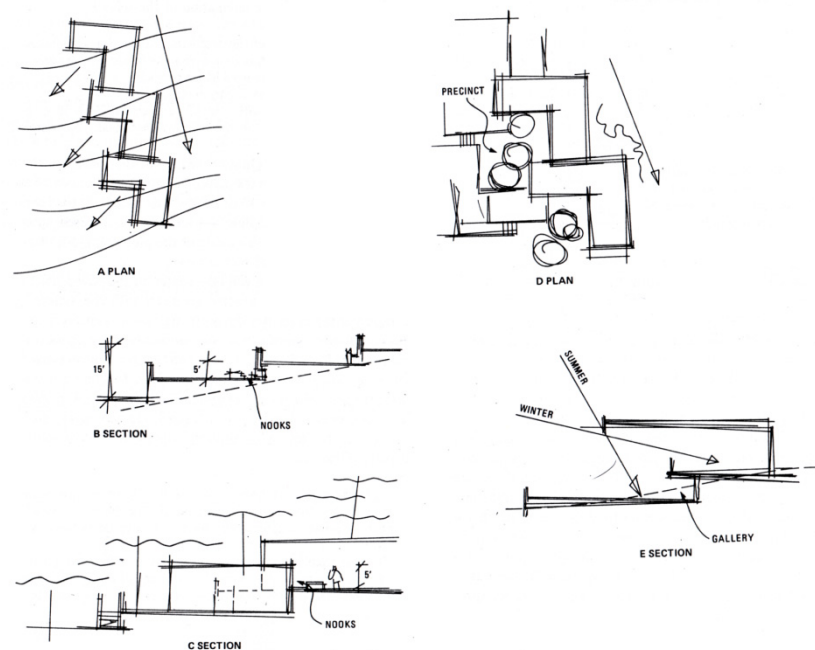 A PLAN
PRECINCT
D PLAN
15'
5'
NOOKS
B SECTION
SUMMER
WINTER
GALLERY
E SECTION
5'
NOOKS
C SECTION